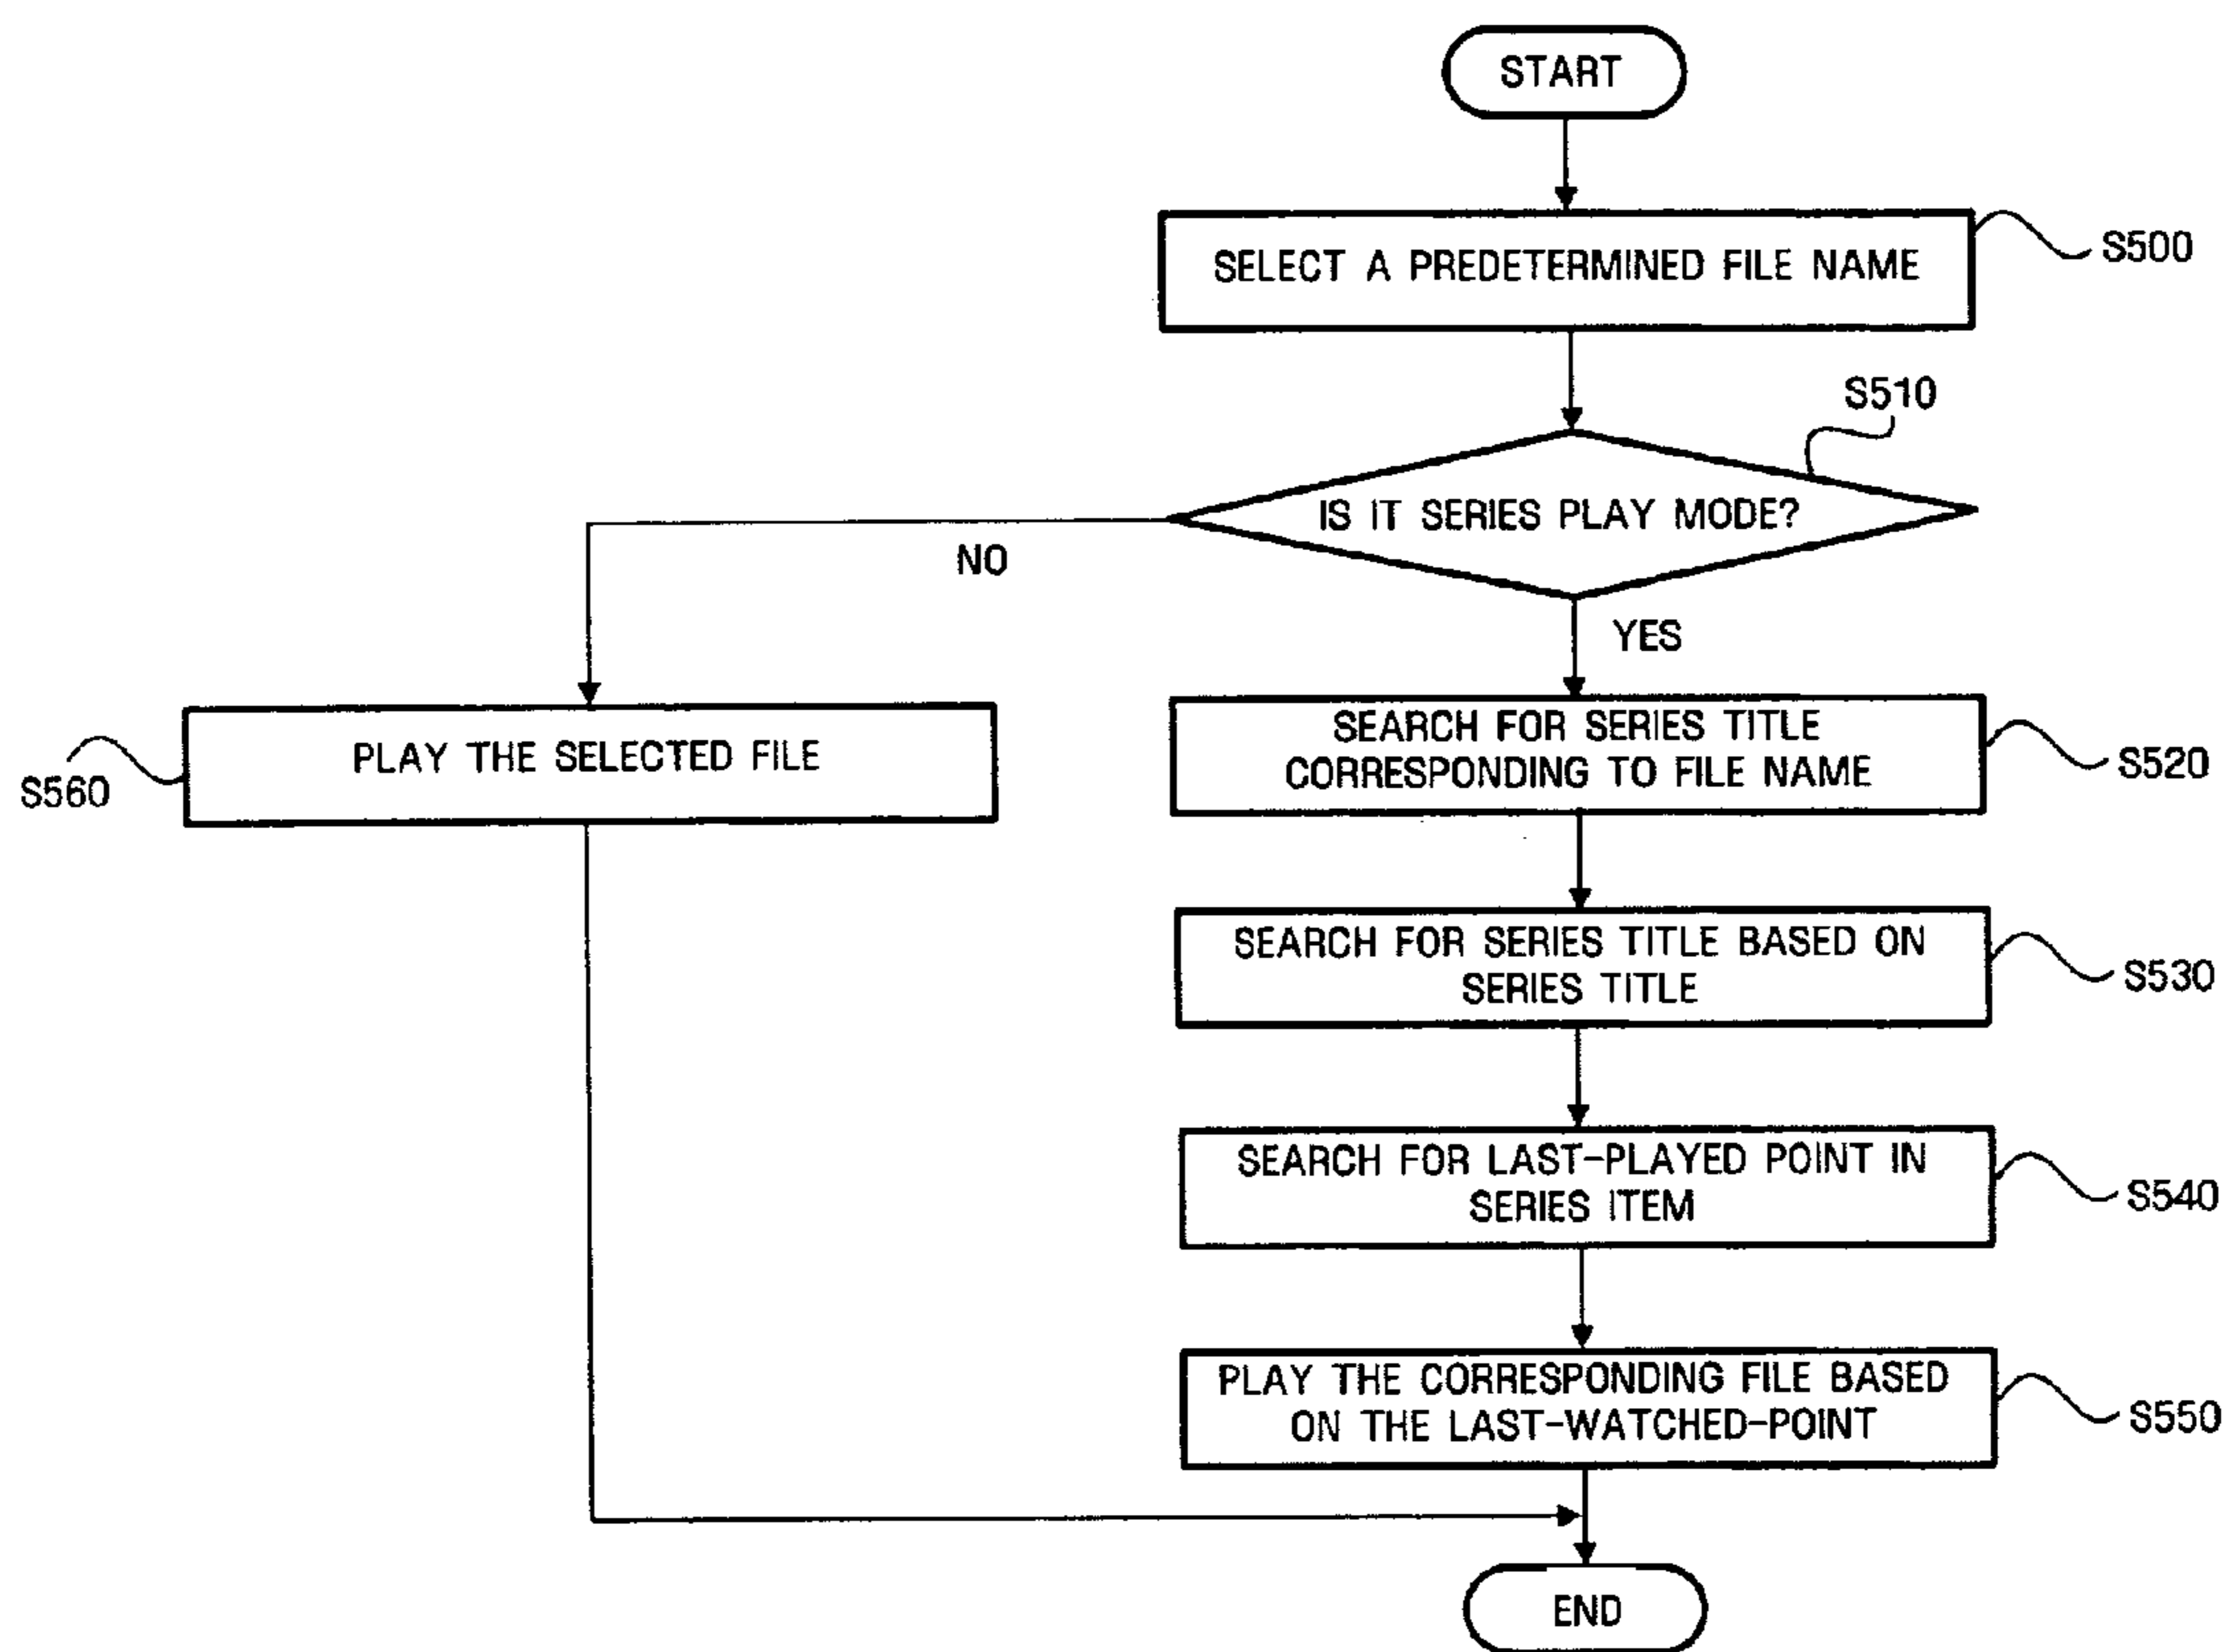 START
SELECT A PREDETERMINED FILE NAME
S500
S510
IS IT SERIES PLAY MODE?
NO
YES
PLAY THE SELECTED FILE
S560
SEARCH FOR SERIES TITLE
CORRESPONDING TO FILE NAME
S520
SEARCH FOR SERIES TITLE BASED ON
SERIES TITLE
S530
SEARCH FOR LAST-PLAYED POINT IN
SERIES ITEM
S540
PLAY THE CORRESPONDING FILE BASED
ON THE LAST-WATCHED-POINT
S550
END